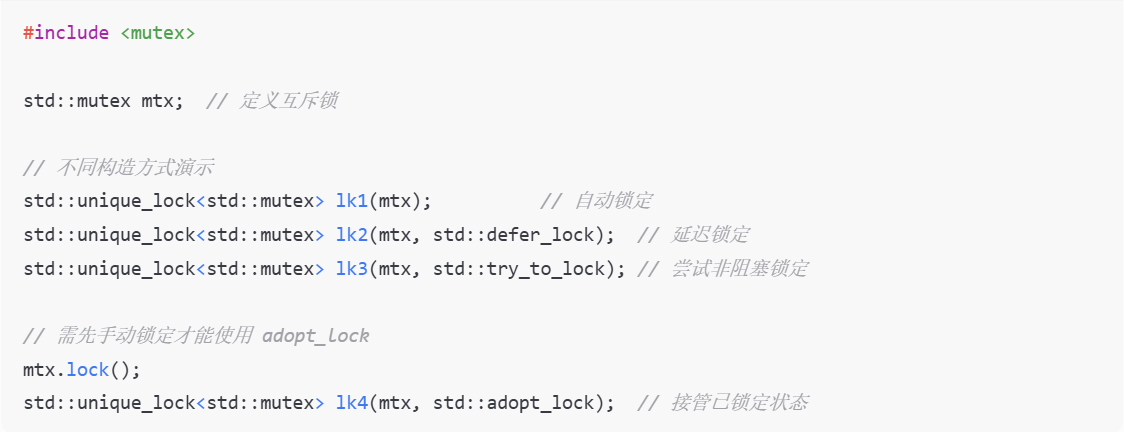 #include <mutex>
std::mutex mtx;  // 定义互斥锁
// 不同构造方式演示
std::unique_lock<std::mutex> lk1(mtx);          // 自动锁定
std::unique_lock<std::mutex> lk2(mtx, std::defer_lock);  // 延迟锁定
std::unique_lock<std::mutex> lk3(mtx, std::try_to_lock); // 尝试非阻塞锁定
// 需先手动锁定才能使用 adopt_lock
mtx.lock();
std::unique_lock<std::mutex> lk4(mtx, std::adopt_lock);  // 接管已锁定状态